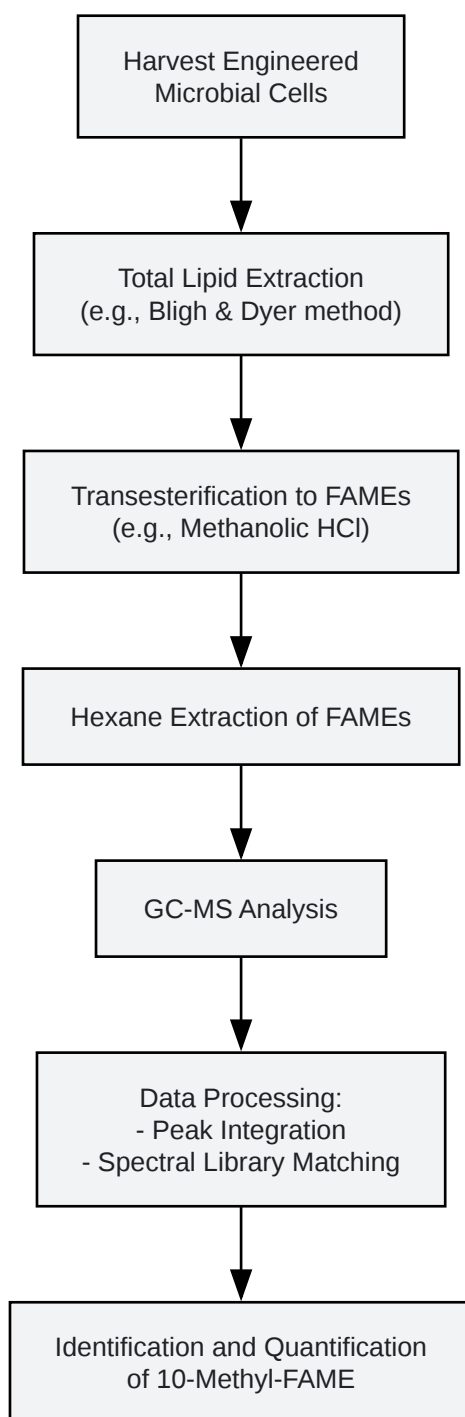 Harvest Engineered
Microbial Cells
Total Lipid Extraction
(e.g., Bligh & Dyer method)
Transesterification to FAMEs
(e.g., Methanolic HCl)
Hexane Extraction of FAMEs
GC-MS Analysis
Data Processing:
- Peak Integration
- Spectral Library Matching
Identification and Quantification
of 10-Methyl-FAME